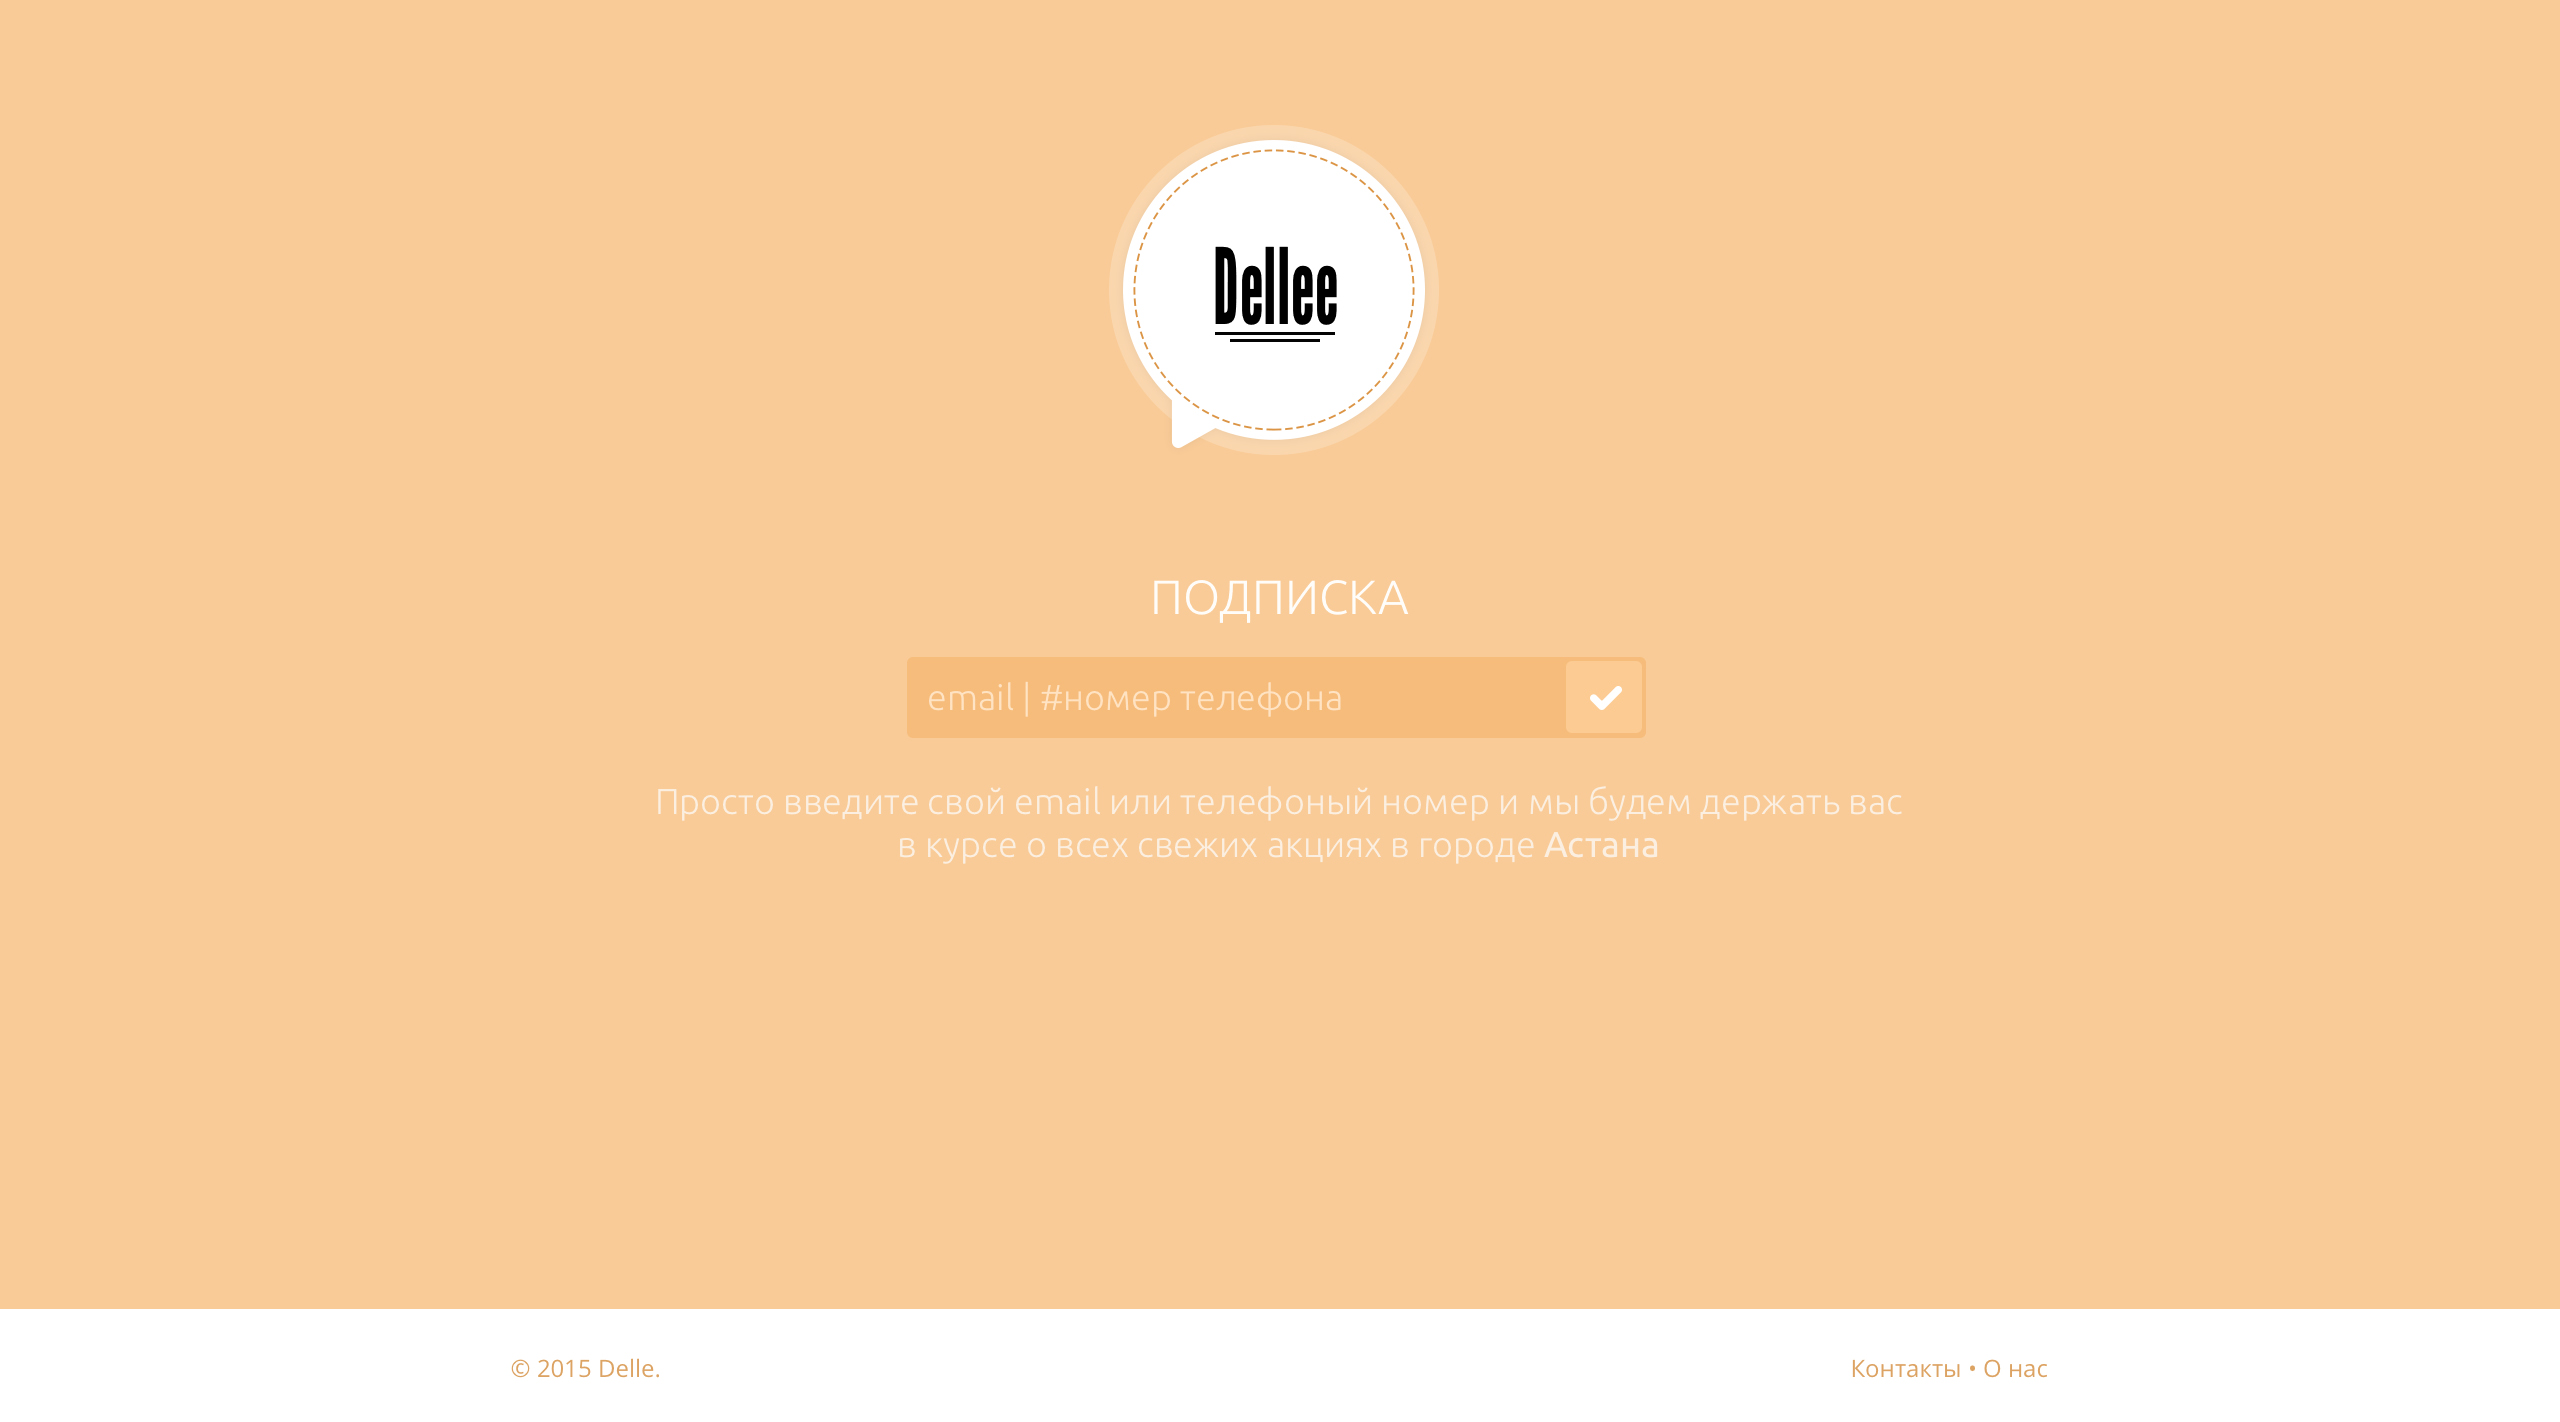 Dellee
ПОДПИСКА
email | #номер телефона
Просто введите свой email или телефоный номер и мы будем держать вас
в курсе о всех свежих акциях в городе Астана
© 2015 Delle.
Контакты • О нас